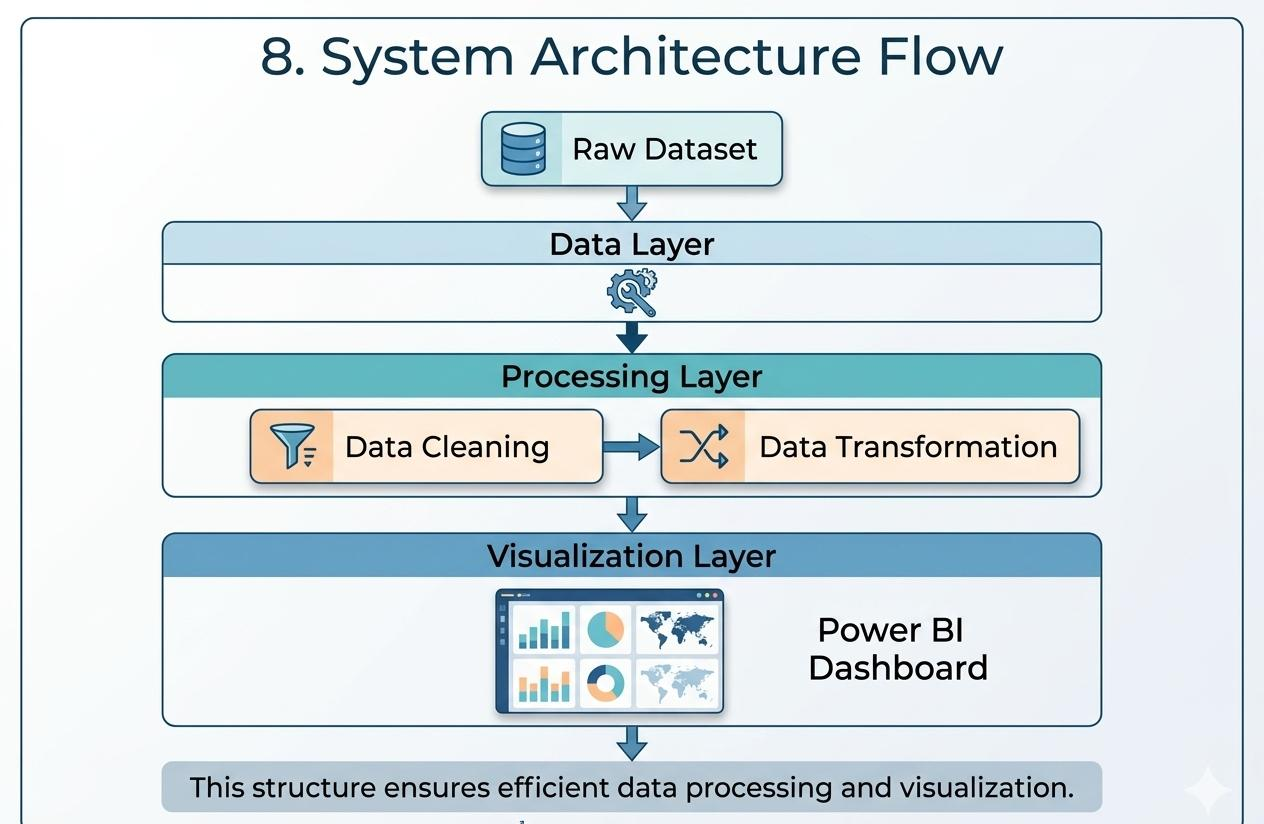 8. System Architecture Flow
Raw Dataset
Data Layer
Processing Layer
Data Cleaning
Data Transformation
Visualization Layer
Power BI
Dashboard
This structure ensures efficient data processing and visualization.